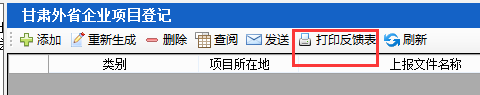 甘肃外省企业项目登记
添加 重新生成 删除 查阅 发送 打印反馈表 刷新
类别 项目所在地 上报文件名称